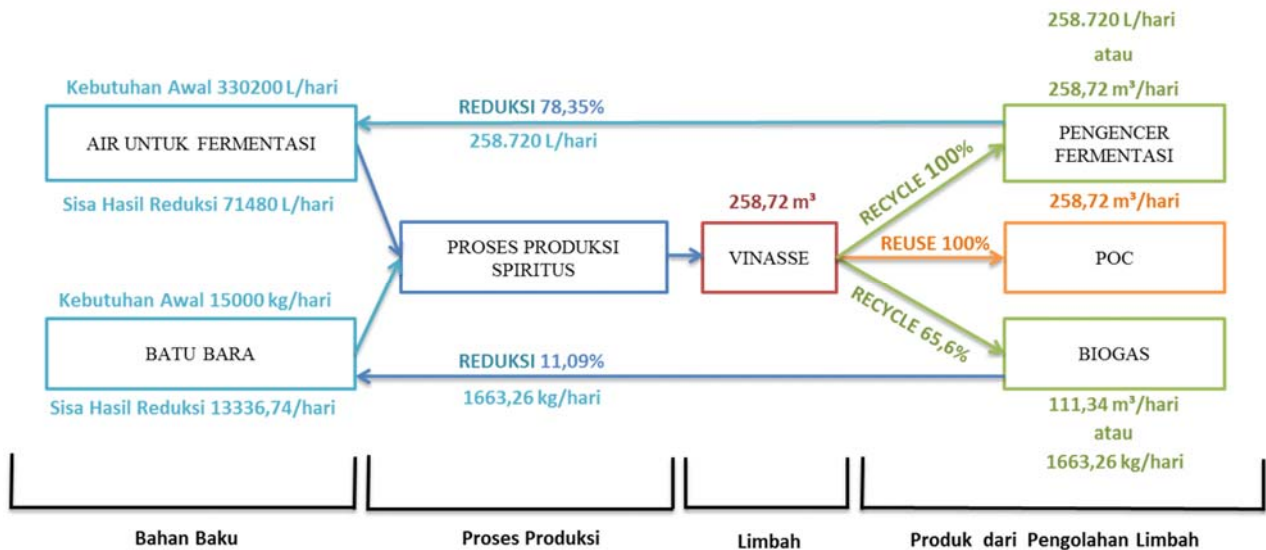 258.720 L/hari
atau
258,72 m³/hari
Kebutuhan Awal 330200 L/hari
REDUKSI 78,35%
AIR UNTUK FERMENTASI
258.720 L/hari
PENGENCER
FERMENTASI
Sisa Hasil Reduksi 71480 L/hari
RECYCLE 100%
258,72 m³
258,72 m³/hari
PROSES PRODUKSI
SPIRITUS
VINASSE
REUSE 100%
POC
Kebutuhan Awal 15000 kg/hari
RECYCLE 65,6%
BATU BARA
REDUKSI 11,09%
BIOGAS
1663,26 kg/hari
Sisa Hasil Reduksi 13336,74/hari
111,34 m³/hari
atau
1663,26 kg/hari
Bahan Baku
Proses Produksi
Limbah
Produk dari Pengolahan Limbah